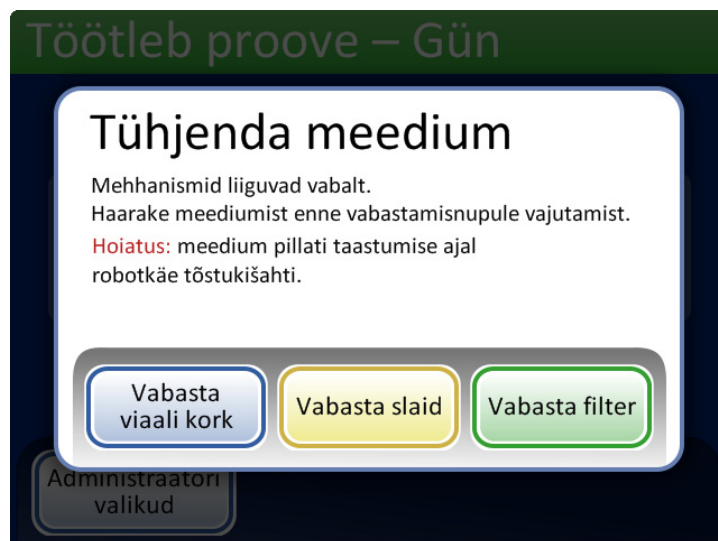 Töötleb proove – Gün
Tühjenda meedium
Mehhanismid liiguvad vabalt.
Haarake meediumist enne vabastamisnupule vajutamist.
Hoiatus: meedium pillati taastumise ajal
robotkäe tõstukišahti.
Vabasta
viaali kork
Vabasta slaid
Vabasta filter
Administraatori
valikud